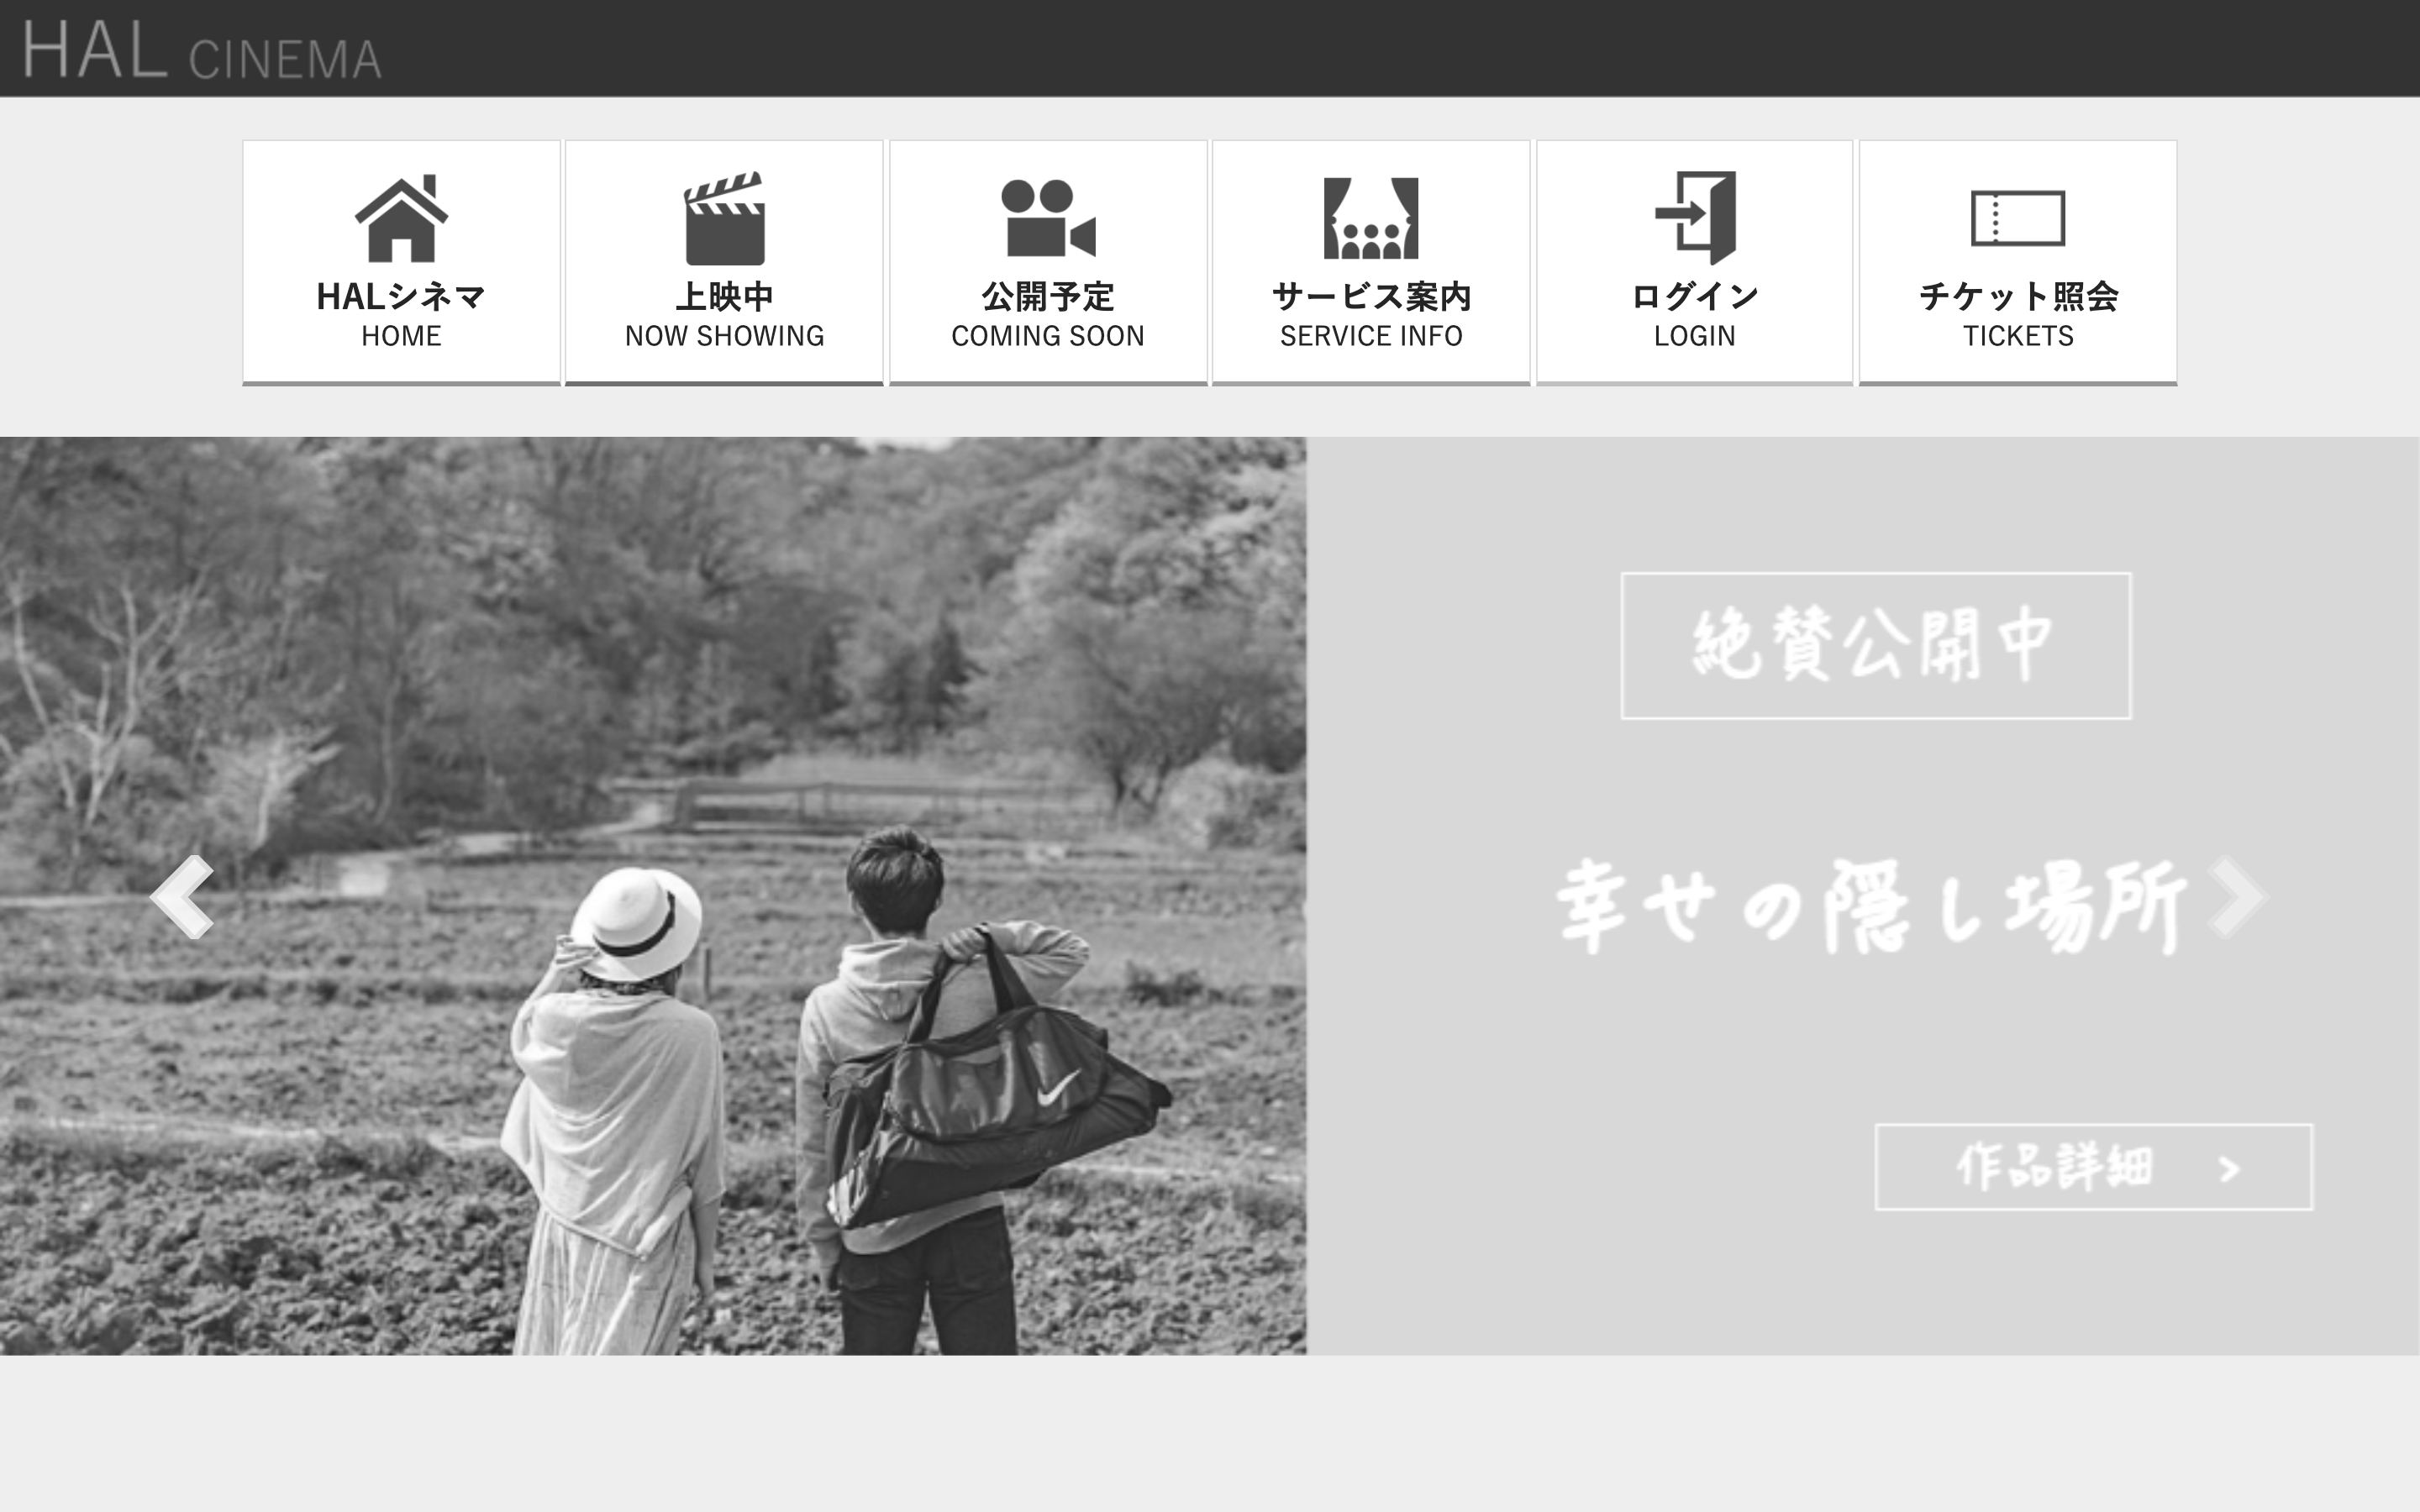 HAL CINEMA
HALシネマ
HOME
上映中
NOW SHOWING
公開予定
COMING SOON
サービス案内
SERVICE INFO
ログイン
LOGIN
チケット照会
TICKETS
絶賛公開中
幸せの隠し場所
作品詳細 >